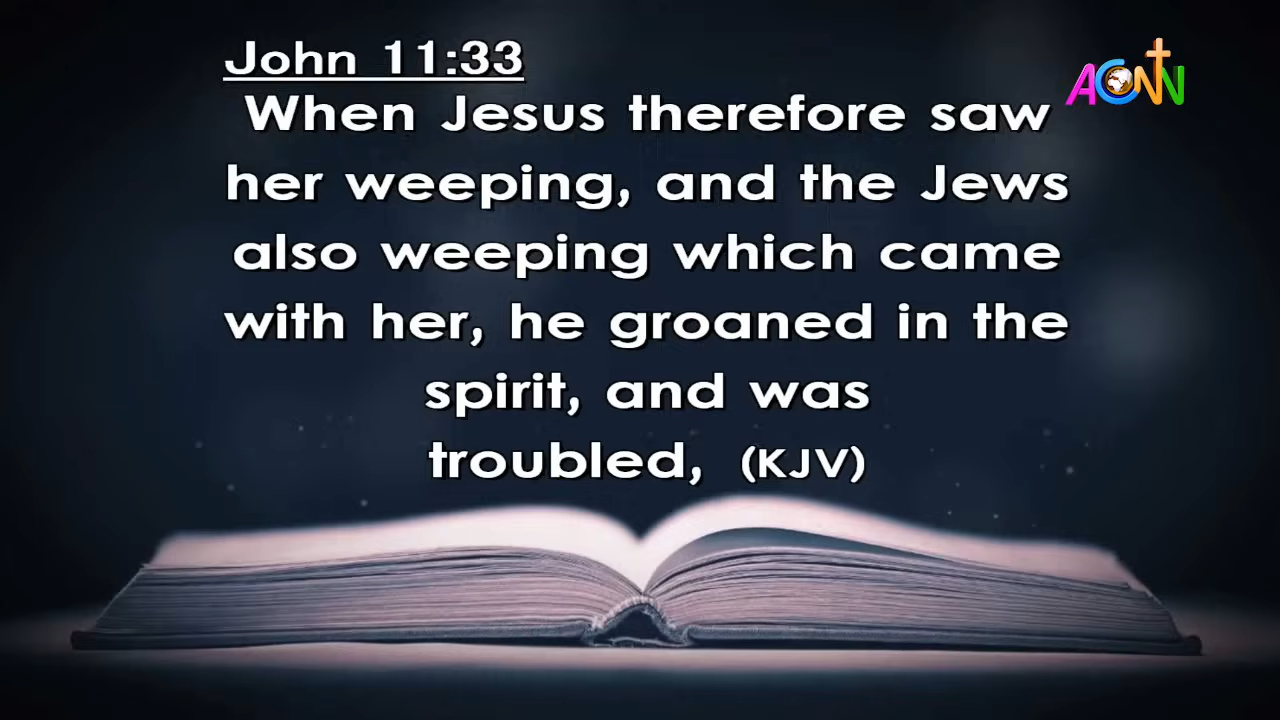 John 11:33
When Jesus therefore saw
her weeping, and the Jews
also weeping which came
with her, he groaned in the
spirit, and was
troubled, (KJV)
ACNN